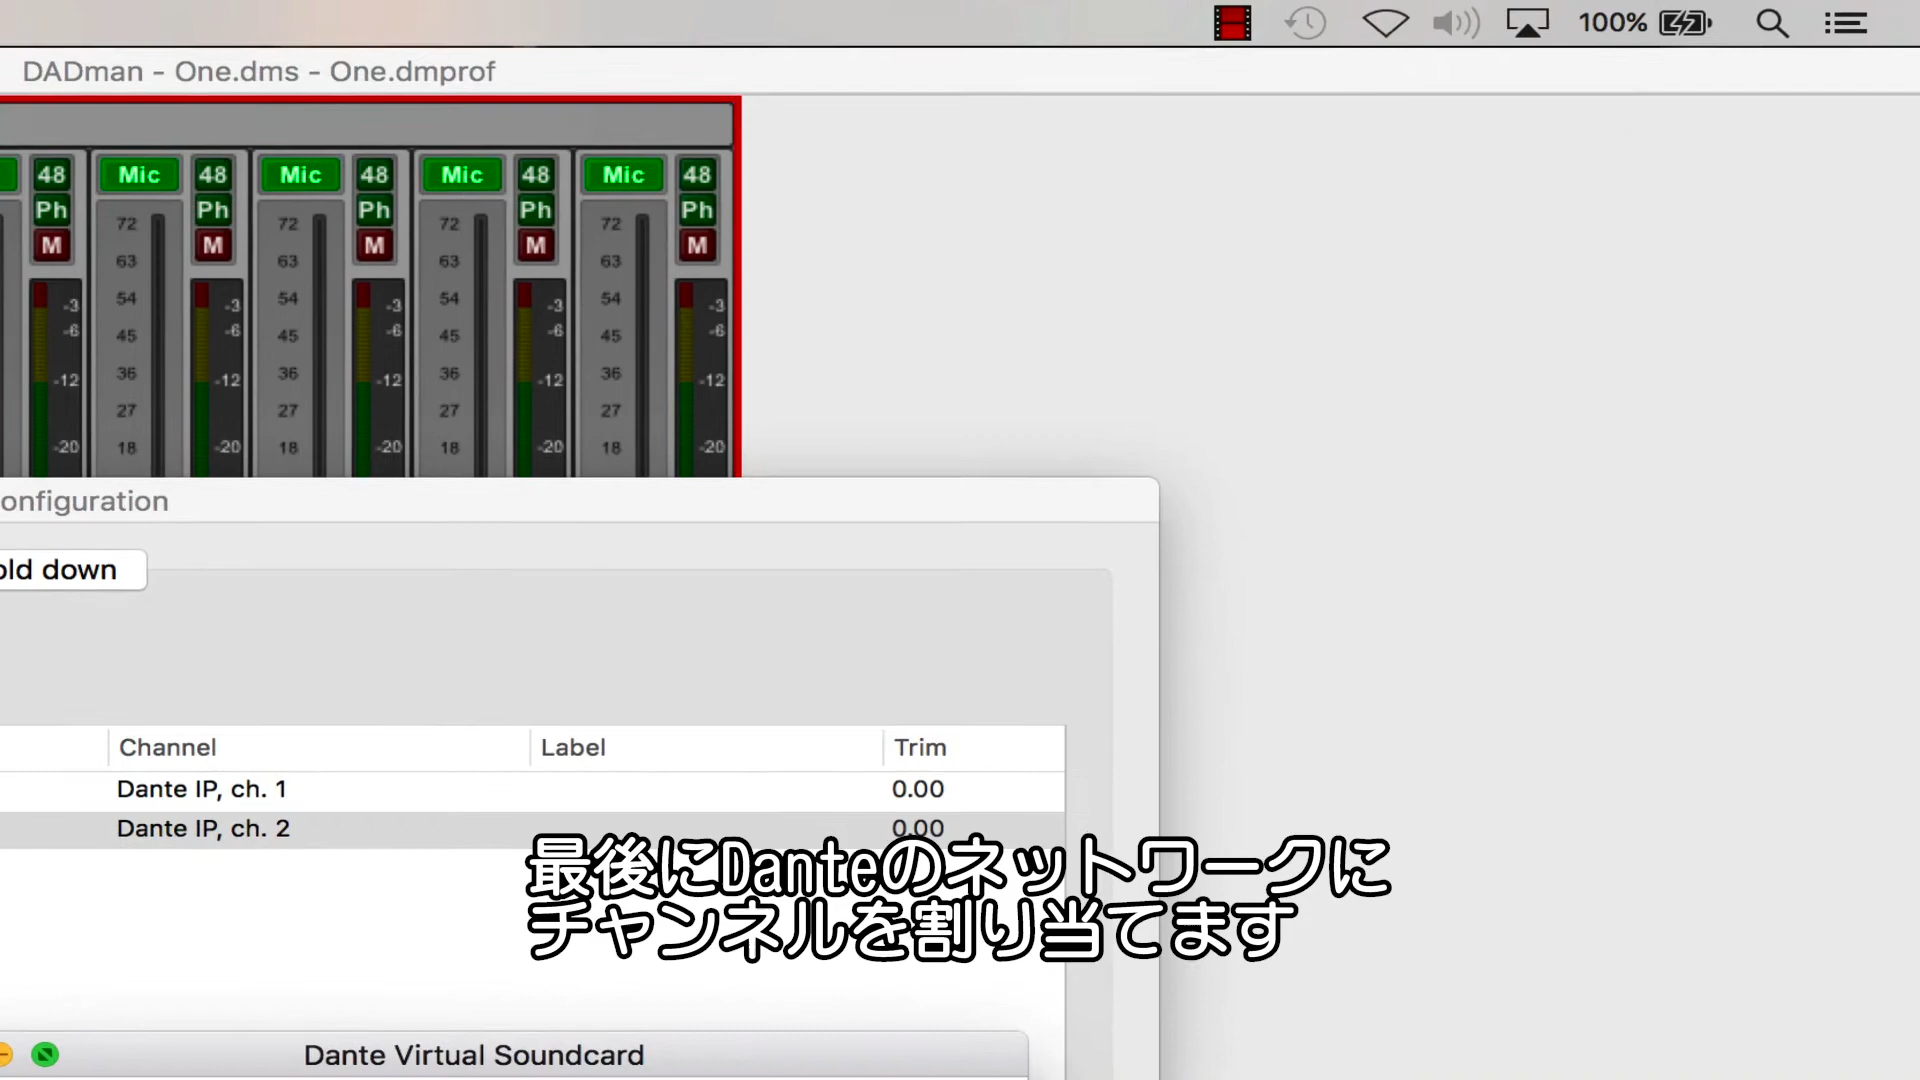 100%
DADman - One.dms - One.dmprof
48 Mic 48 Mic 48 Mic 48 Mic 48
Ph Ph Ph Ph Ph
M M M M M
72 72 72 72
63 63 63 63
54 54 54 54
-3 -3 -3 -3 -3
-6 -6 -6 -6 -6
45 45 45 45
36 36 36 36
-12 -12 -12 -12 -12
27 27 27 27
18 18 18 18
-20 -20 -20 -20 -20
onfiguration
old down
Channel Label Trim
Dante IP, ch. 1 0.00
Dante IP, ch. 2 0.00
最後にDanteのネットワークに
チャンネルを割り当てます
Dante Virtual Soundcard